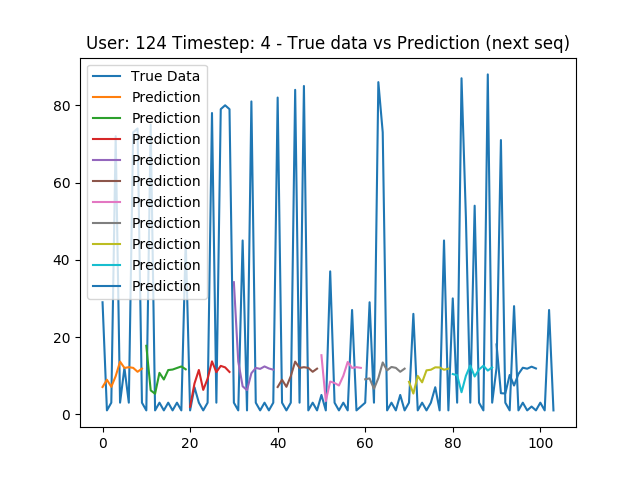 User: 124 Timestep: 4 - True data vs Prediction (next seq)
True Data
Prediction
Prediction
Prediction
Prediction
Prediction
Prediction
Prediction
Prediction
Prediction
Prediction
80
60
40
20
0
0 20 40 60 80 100